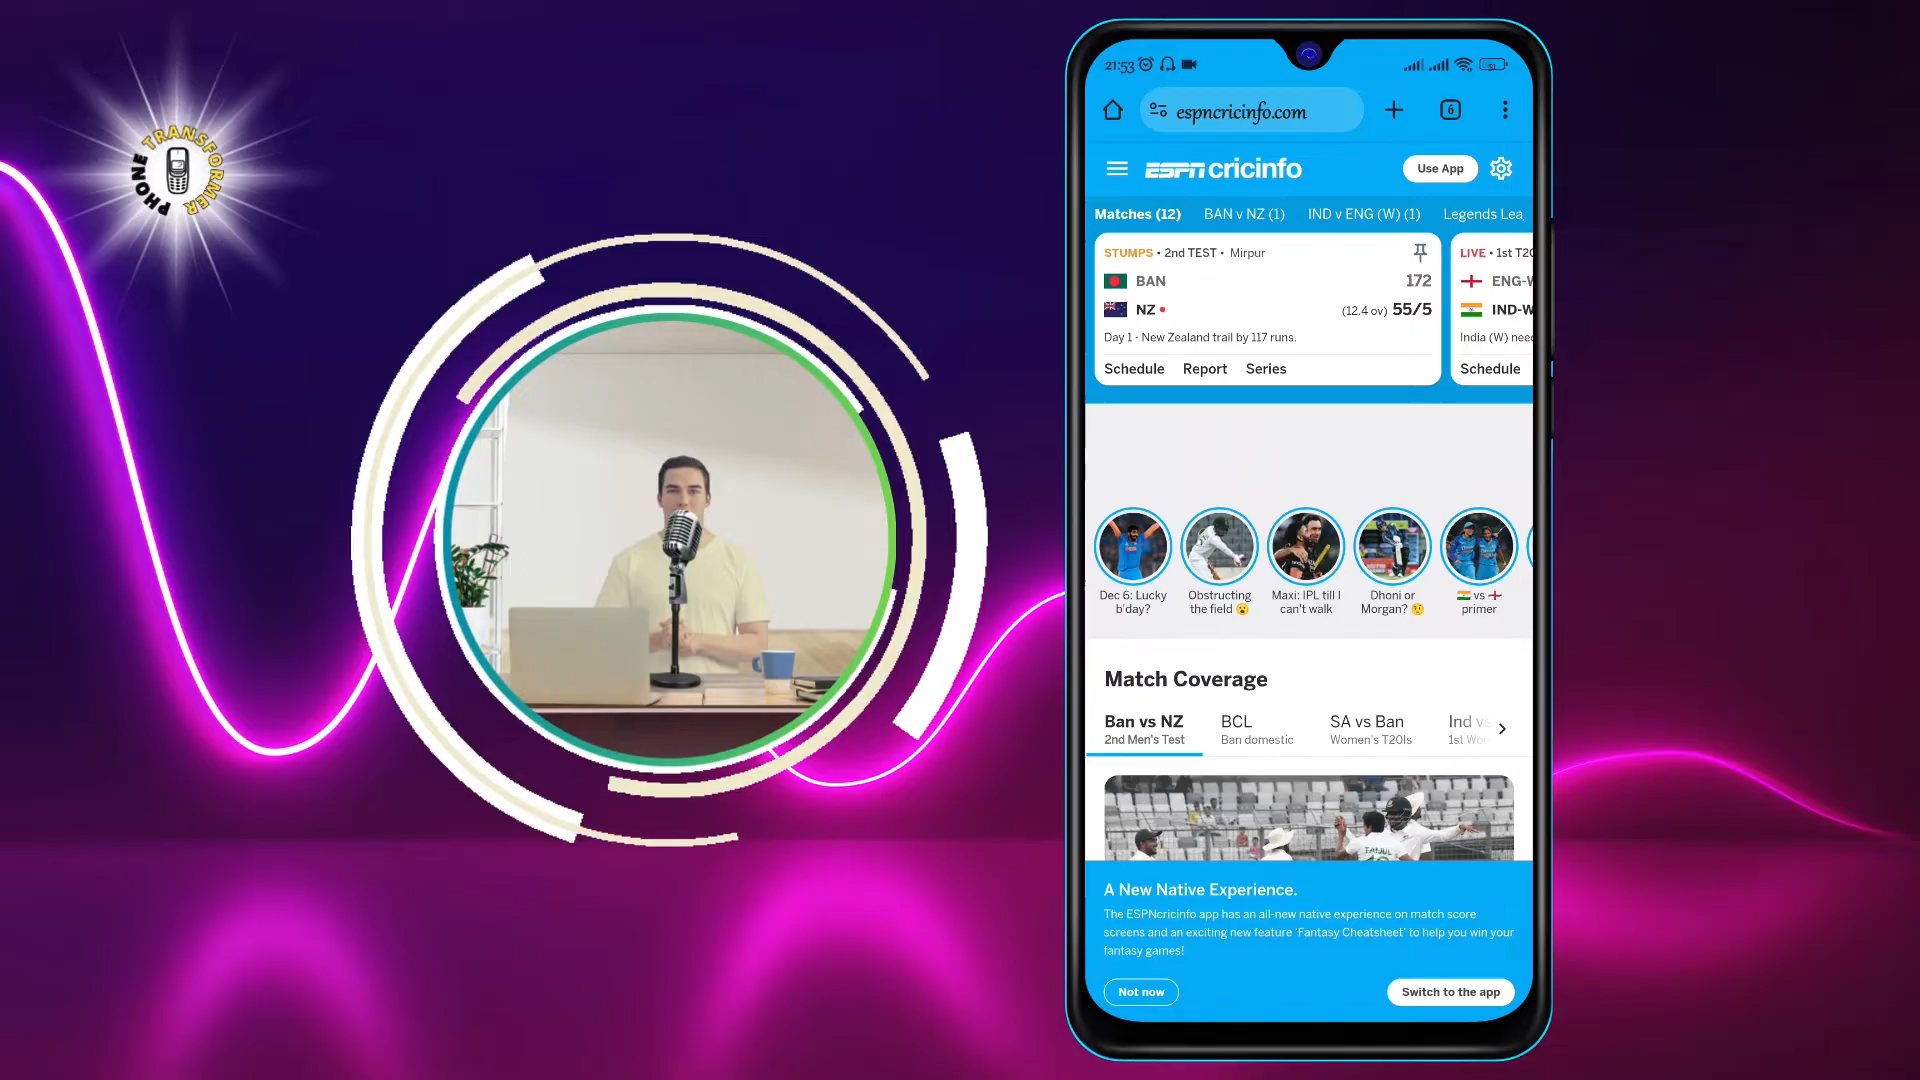 PHONE TRANSFORMER
21:53
51
espncricinfo.com
6
ESPN cricinfo
Use App
Matches (12) BAN v NZ (1) IND v ENG (W) (1) Legends Lea
STUMPS • 2nd TEST • Mirpur
BAN 172
NZ • (12.4 ov) 55/5
Day 1 - New Zealand trail by 117 runs.
Schedule Report Series
LIVE • 1st T20
ENG-W
IND-W
India (W) need
Schedule
Dec 6: Lucky b'day?
Obstructing the field 😮
Maxi: IPL till I can't walk
Dhoni or Morgan? 🤨
🇮🇳 vs 🏴󠁧󠁢󠁥󠁮󠁧󠁿 primer
Match Coverage
Ban vs NZ BCL SA vs Ban Ind vs
2nd Men's Test Ban domestic Women's T20Is 1st Wo
TAIJUL
A New Native Experience.
The ESPNcricinfo app has an all-new native experience on match score
screens and an exciting new feature 'Fantasy Cheatsheet' to help you win your
fantasy games!
Not now Switch to the app